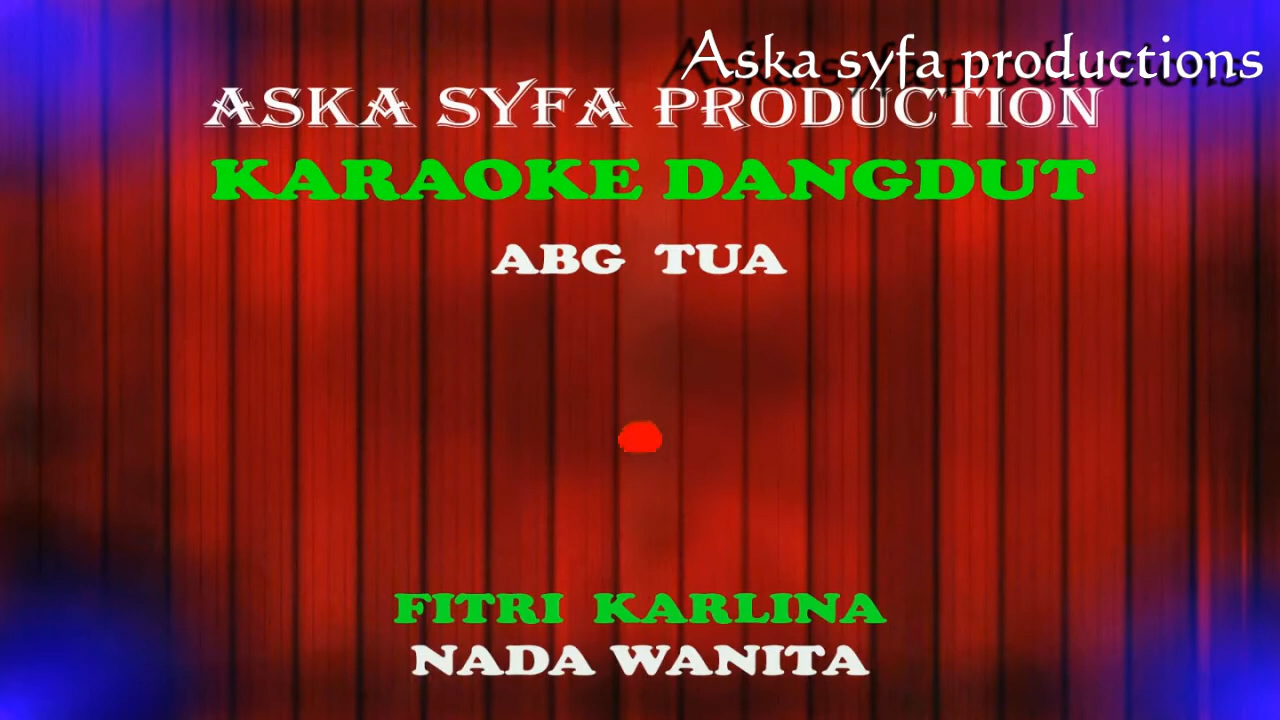 Aska syfa productions
ASKA SYFA PRODUCTION
KARAOKE DANGDUT
ABG TUA
FITRI KARLINA
NADA WANITA